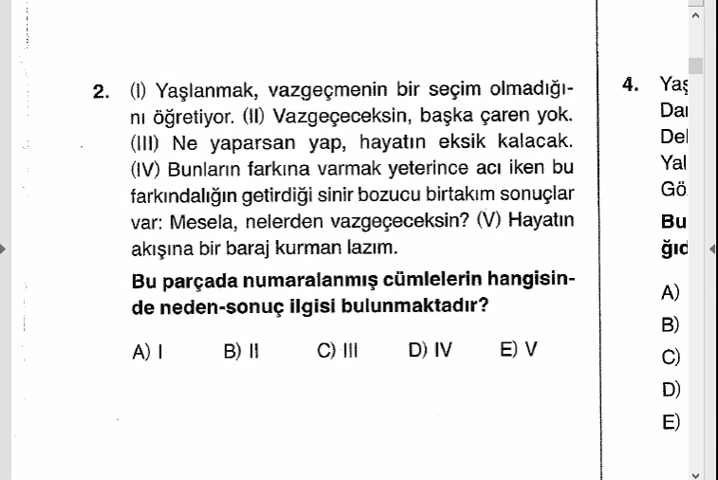 2. (I) Yaşlanmak, vazgeçmenin bir seçim olmadığı-
nı öğretiyor. (II) Vazgeçeceksin, başka çaren yok.
(III) Ne yaparsan yap, hayatın eksik kalacak.
(IV) Bunların farkına varmak yeterince acı iken bu
farkındalığın getirdiği sinir bozucu birtakım sonuçlar
var: Mesela, nelerden vazgeçeceksin? (V) Hayatın
akışına bir baraj kurman lazım.
Bu parçada numaralanmış cümlelerin hangisin-
de neden-sonuç ilgisi bulunmaktadır?
A) I B) II C) III D) IV E) V
4. Yaş
Dal
Del
Yal
Gö
Bu
ğıd
A)
B)
C)
D)
E)